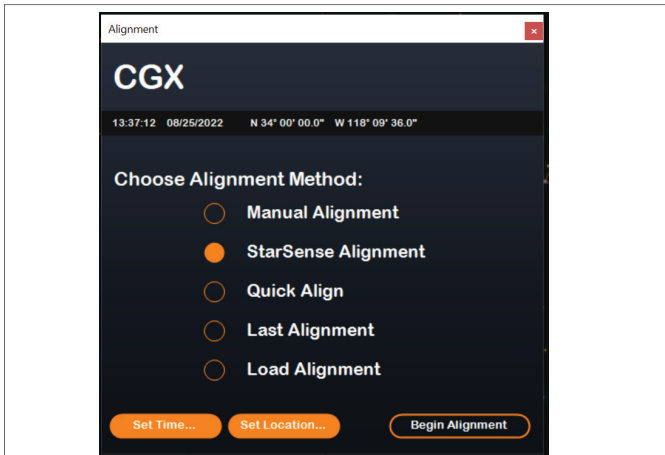 Alignment
CGX
13:37:12 08/25/2022 N 34° 00' 00.0" W 118° 09' 36.0"
Choose Alignment Method:
Manual Alignment
StarSense Alignment
Quick Align
Last Alignment
Load Alignment
Set Time... Set Location... Begin Alignment